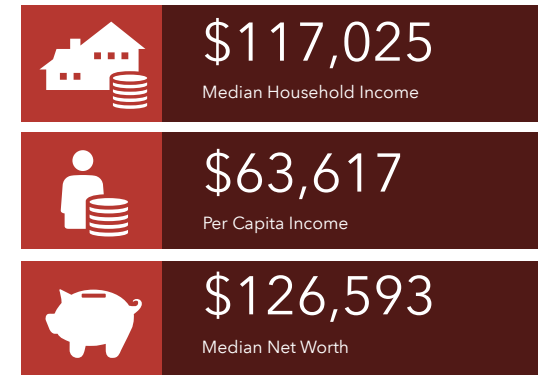 $117,025
Median Household Income
$63,617
Per Capita Income
$126,593
Median Net Worth